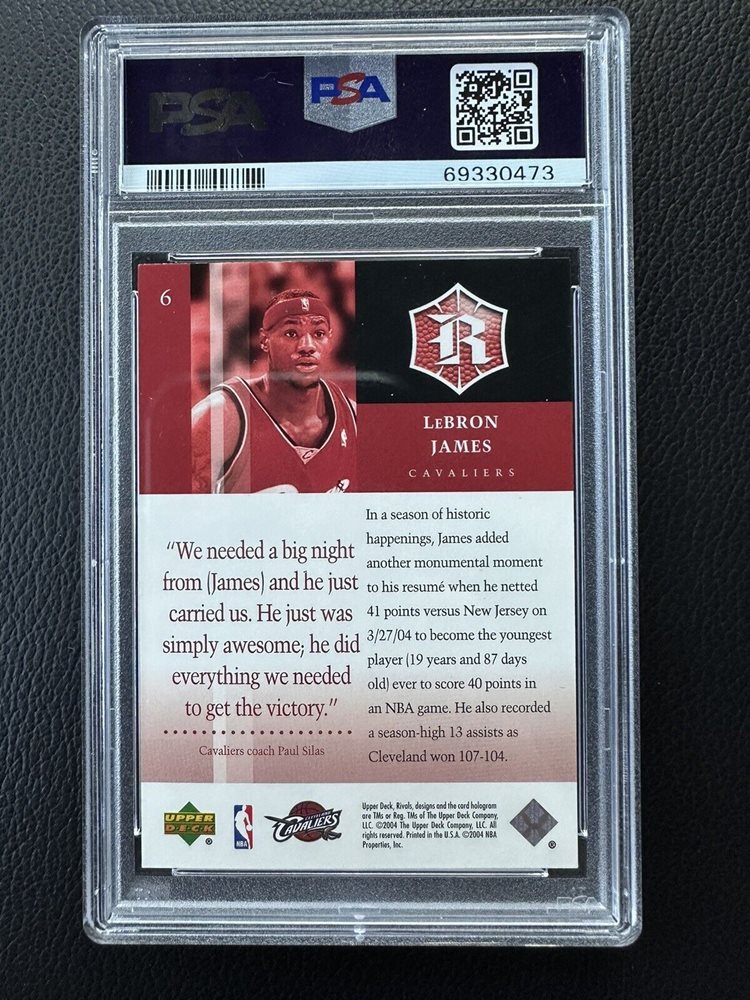 PSA
PSA
69330473
6
R
LEBRON
JAMES
CAVALIERS
"We needed a big night
from (James) and he just
carried us. He just was
simply awesome; he did
everything we needed
to get the victory."
Cavaliers coach Paul Silas
In a season of historic
happenings, James added
another monumental moment
to his resumé when he netted
41 points versus New Jersey on
3/27/04 to become the youngest
player (19 years and 87 days
old) ever to score 40 points in
an NBA game. He also recorded
a season-high 13 assists as
Cleveland won 107-104.
UPPER
DECK
®
NBA
CAVALIERS
Upper Deck, Rivals, designs and the card hologram
are TMs or Reg. TMs of The Upper Deck Company,
LLC. ©2004 The Upper Deck Company, LLC. All
rights reserved. Printed in the U.S.A. ©2004 NBA
Properties, Inc.
®
PSA